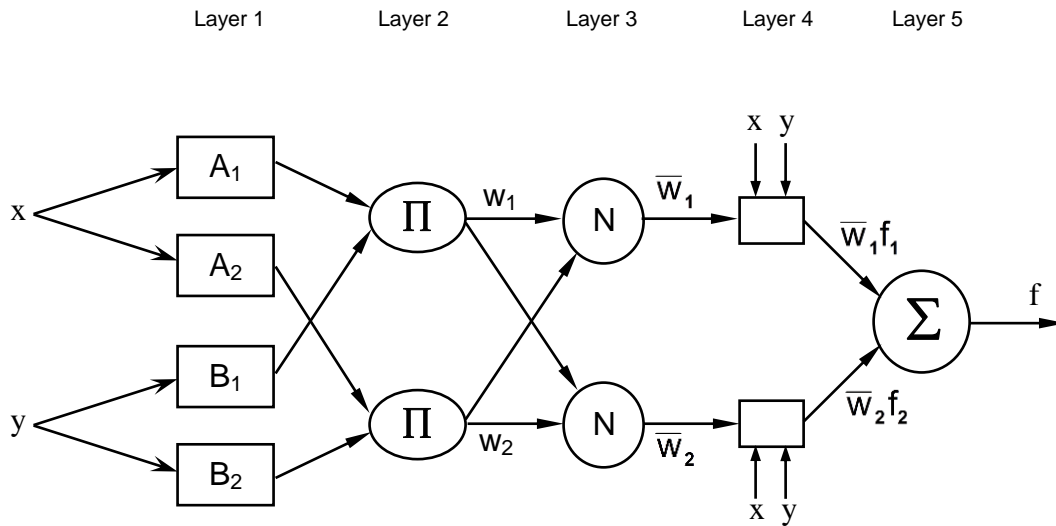 Layer 1 Layer 2 Layer 3 Layer 4 Layer 5
x y
A₁
w₁ w̅₁
Π N
x
w̅₁f₁
A₂
f
Σ
B₁
w̅₂f₂
y
Π N
w₂ w̅₂
B₂
x y